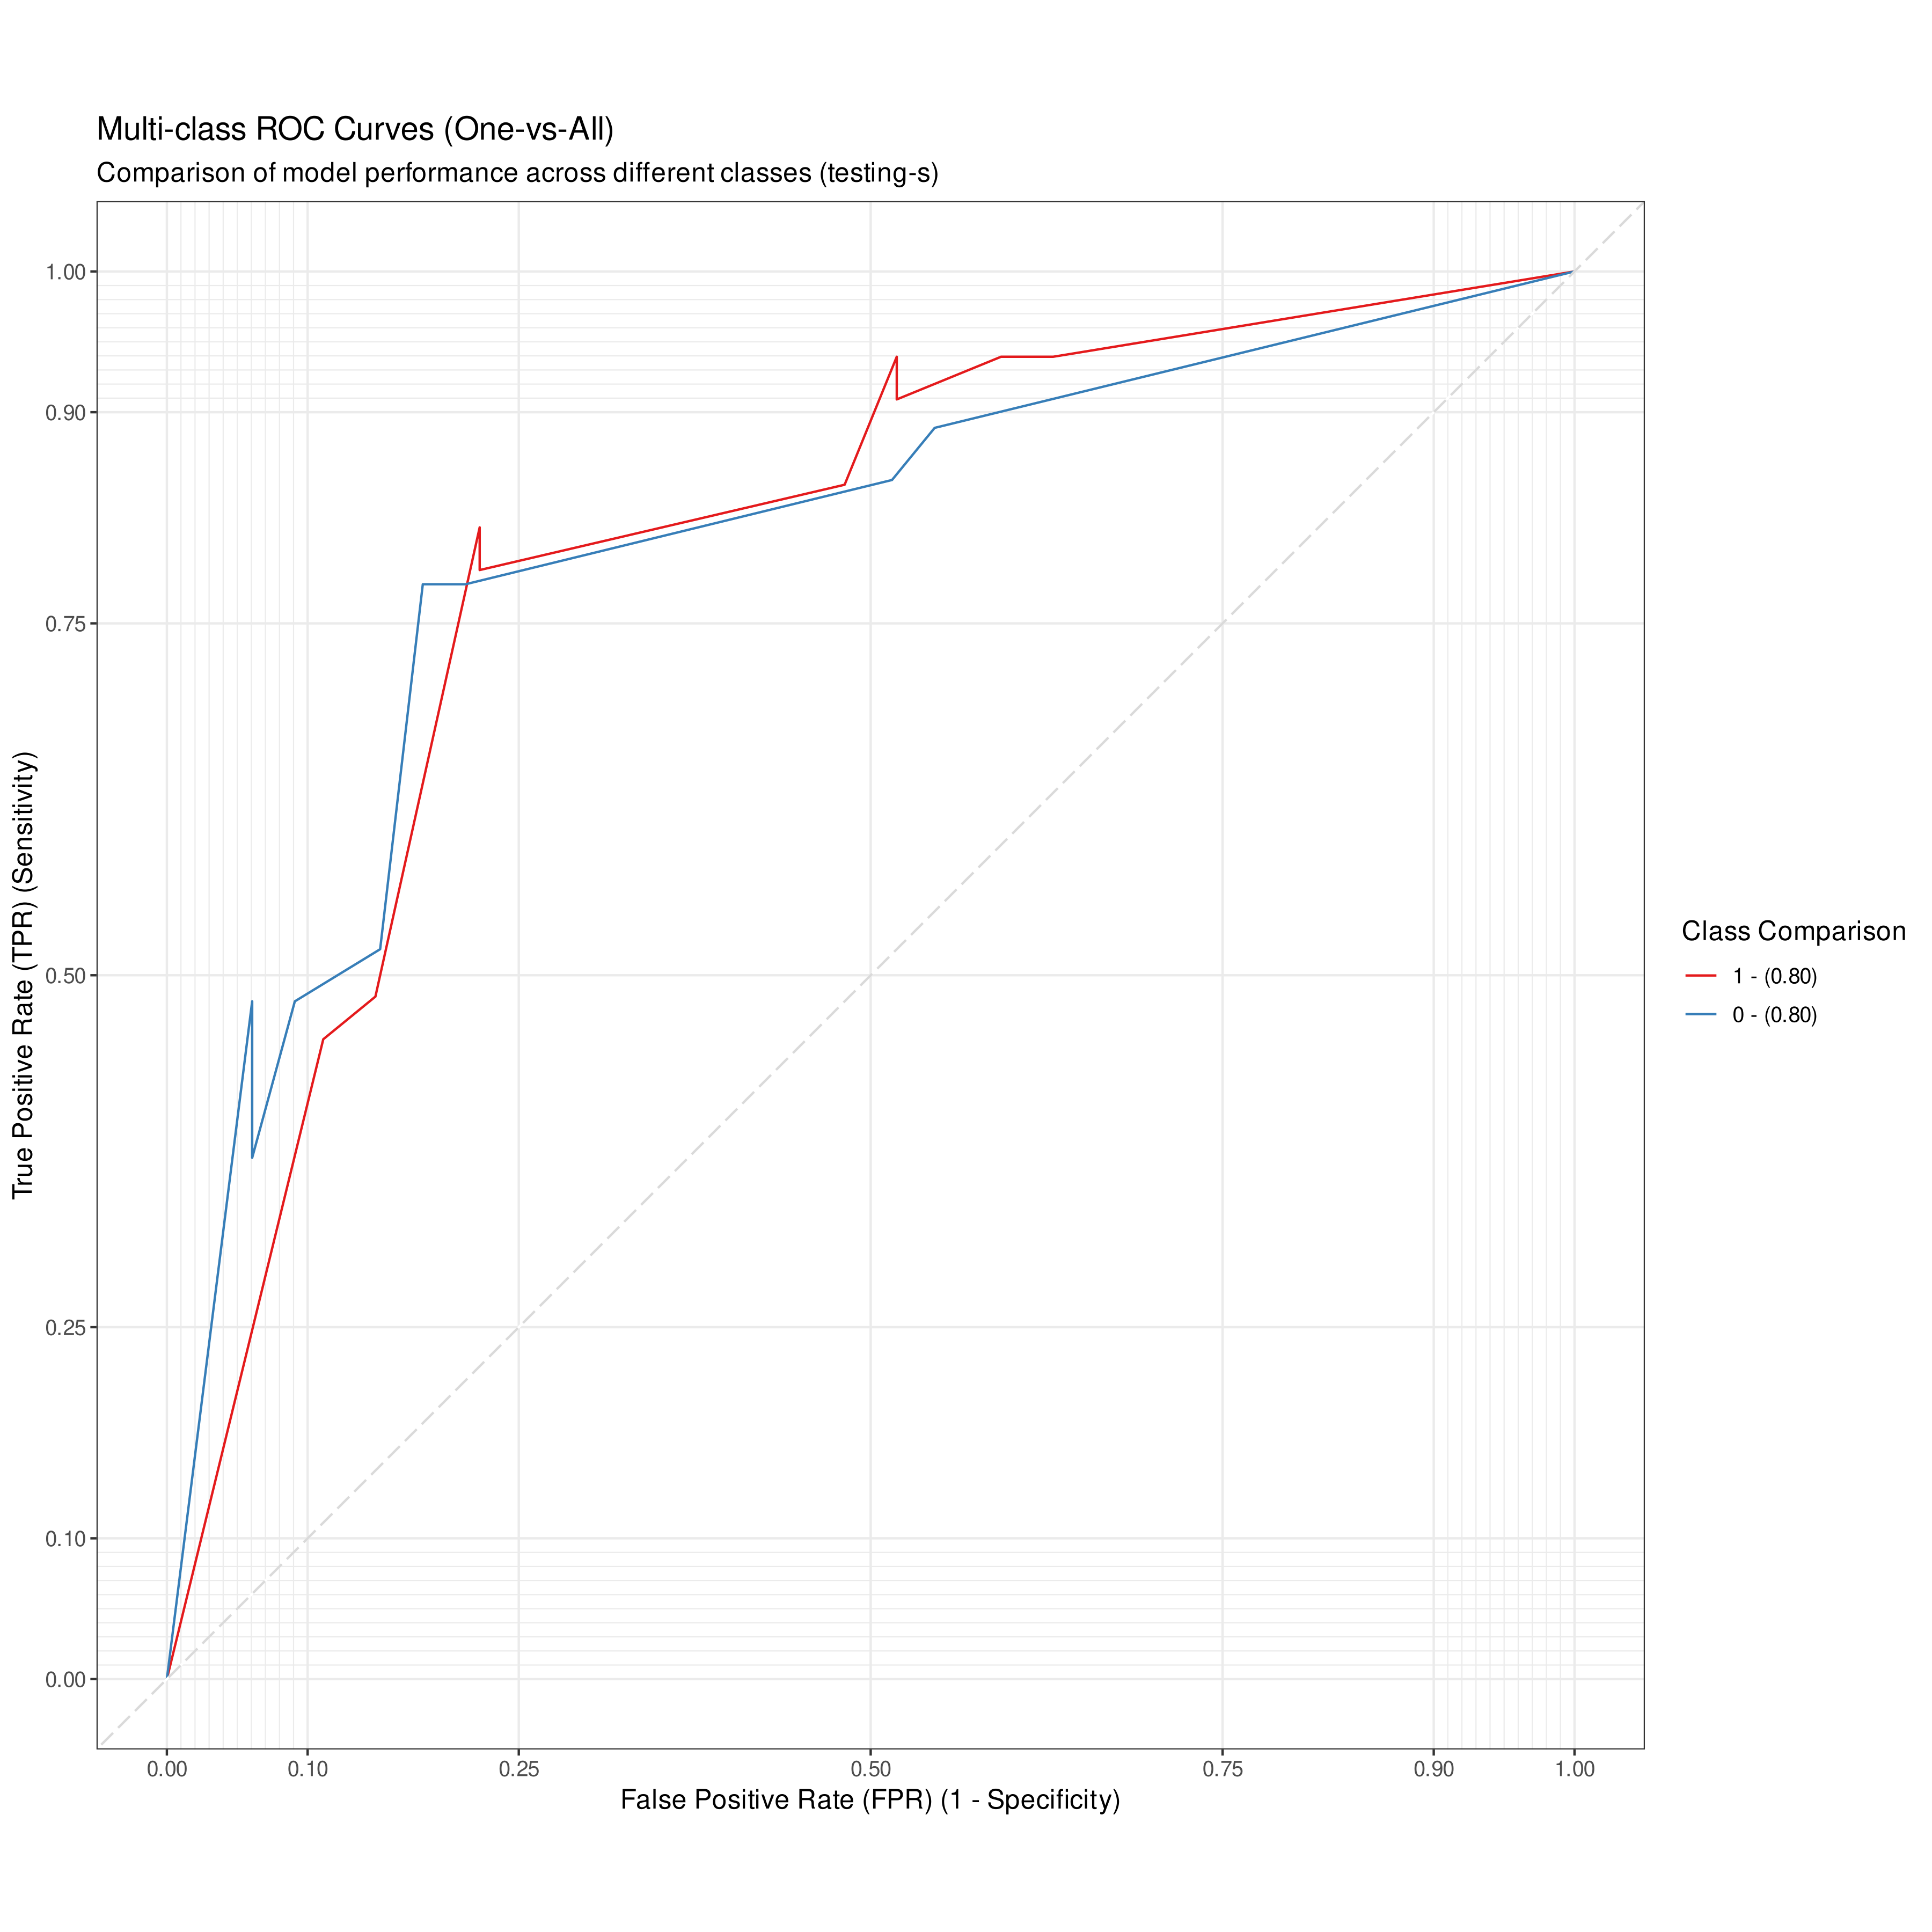 Multi-class ROC Curves (One-vs-All)
Comparison of model performance across different classes (testing-s)
True Positive Rate (TPR) (Sensitivity)
1.00
0.90
0.75
0.50
0.25
0.10
0.00
0.00
0.10
0.25
0.50
0.75
0.90
1.00
False Positive Rate (FPR) (1 - Specificity)
Class Comparison
1 - (0.80)
0 - (0.80)